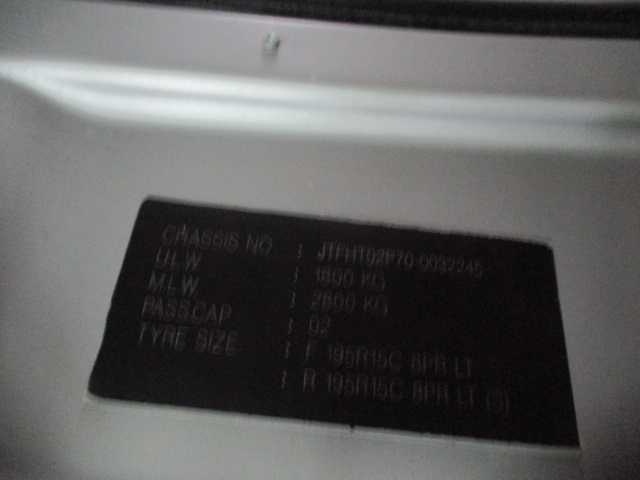 CHASSIS NO : JTFHT02P70-0032245
ULW : 1800 KG
MLW : 2800 KG
PASSCAP : 02
TYRE SIZE : F 195R15C 8PR LT
: R 195R15C 8PR LT (S)